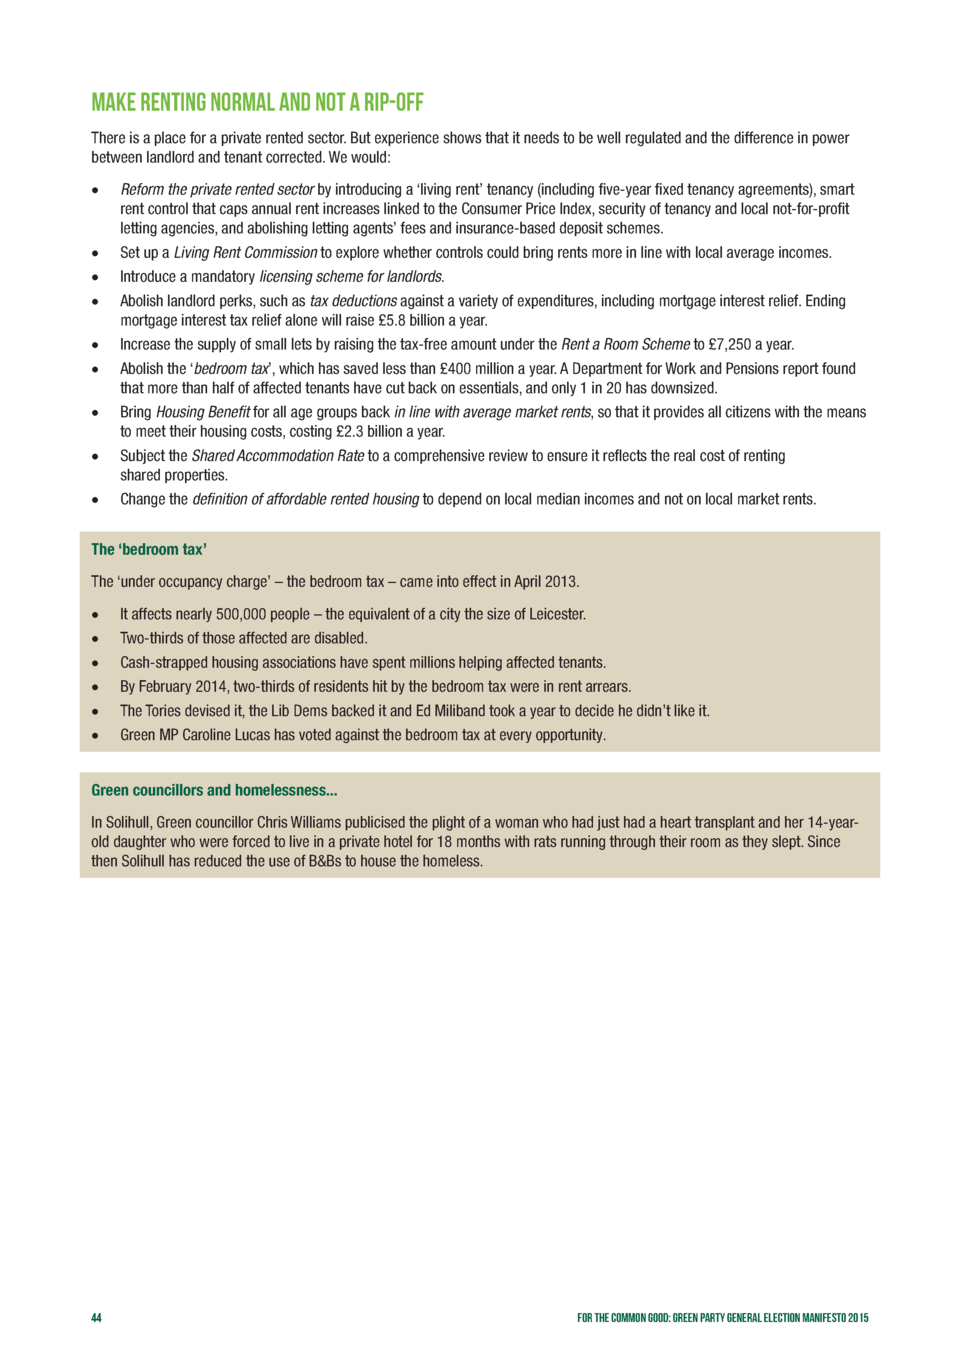 MAKE RENTING NORMAL AND NOT A RIP-OFF
There is a place for a private rented sector. But experience shows that it needs to be well regulated and the difference in power
between landlord and tenant corrected. We would:
• Reform the private rented sector by introducing a ‘living rent’ tenancy (including five-year fixed tenancy agreements), smart
rent control that caps annual rent increases linked to the Consumer Price Index, security of tenancy and local not-for-profit
letting agencies, and abolishing letting agents’ fees and insurance-based deposit schemes.
• Set up a Living Rent Commission to explore whether controls could bring rents more in line with local average incomes.
• Introduce a mandatory licensing scheme for landlords.
• Abolish landlord perks, such as tax deductions against a variety of expenditures, including mortgage interest relief. Ending
mortgage interest tax relief alone will raise £5.8 billion a year.
• Increase the supply of small lets by raising the tax-free amount under the Rent a Room Scheme to £7,250 a year.
• Abolish the ‘bedroom tax’, which has saved less than £400 million a year. A Department for Work and Pensions report found
that more than half of affected tenants have cut back on essentials, and only 1 in 20 has downsized.
• Bring Housing Benefit for all age groups back in line with average market rents, so that it provides all citizens with the means
to meet their housing costs, costing £2.3 billion a year.
• Subject the Shared Accommodation Rate to a comprehensive review to ensure it reflects the real cost of renting
shared properties.
• Change the definition of affordable rented housing to depend on local median incomes and not on local market rents.
The ‘bedroom tax’
The ‘under occupancy charge’ – the bedroom tax – came into effect in April 2013.
• It affects nearly 500,000 people – the equivalent of a city the size of Leicester.
• Two-thirds of those affected are disabled.
• Cash-strapped housing associations have spent millions helping affected tenants.
• By February 2014, two-thirds of residents hit by the bedroom tax were in rent arrears.
• The Tories devised it, the Lib Dems backed it and Ed Miliband took a year to decide he didn’t like it.
• Green MP Caroline Lucas has voted against the bedroom tax at every opportunity.
Green councillors and homelessness...
In Solihull, Green councillor Chris Williams publicised the plight of a woman who had just had a heart transplant and her 14-year-
old daughter who were forced to live in a private hotel for 18 months with rats running through their room as they slept. Since
then Solihull has reduced the use of B&Bs to house the homeless.
44
FOR THE COMMON GOOD: GREEN PARTY GENERAL ELECTION MANIFESTO 2015